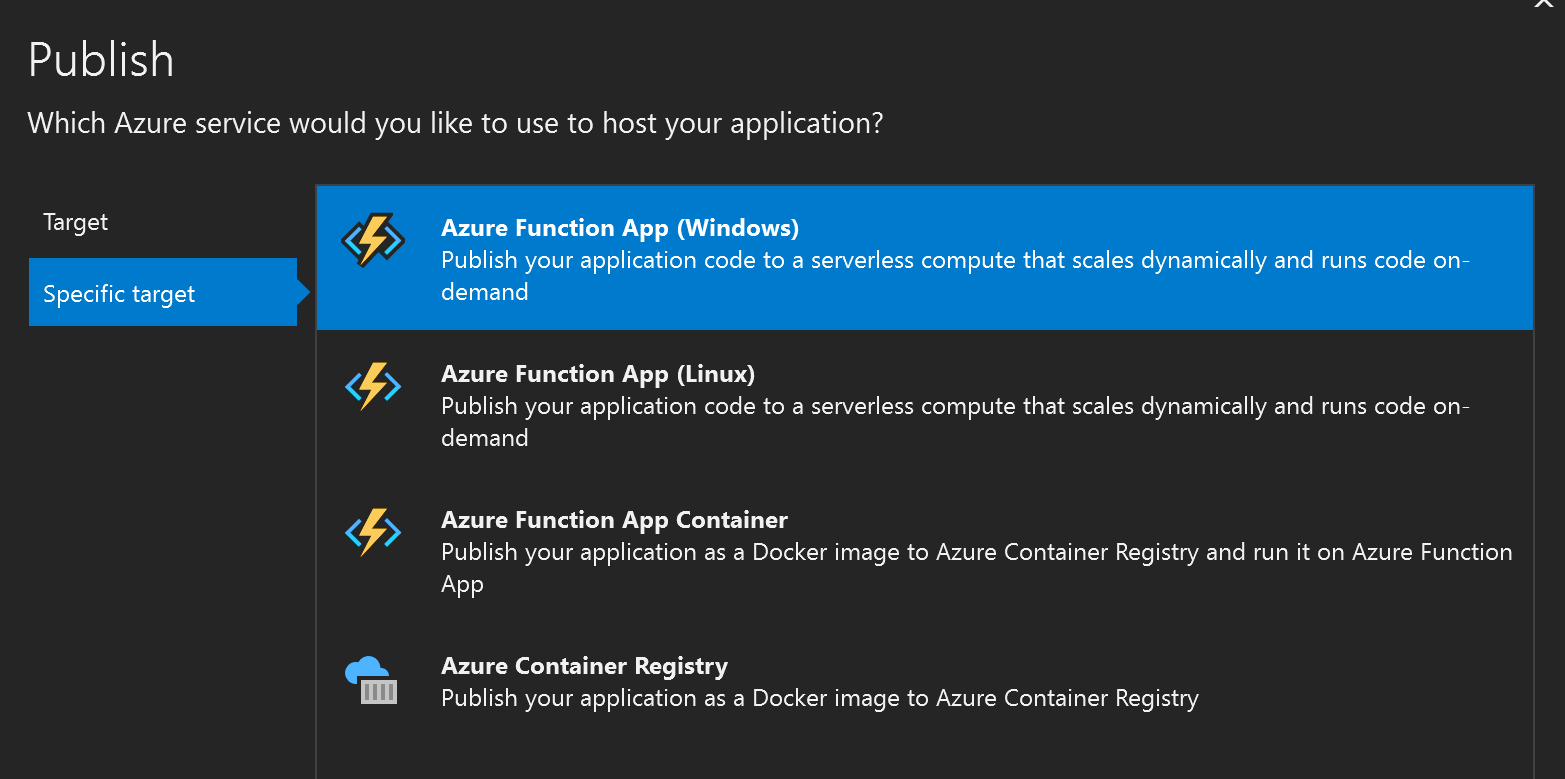 Publish
Which Azure service would you like to use to host your application?
Target
Specific target
Azure Function App (Windows)
Publish your application code to a serverless compute that scales dynamically and runs code on-
demand
Azure Function App (Linux)
Publish your application code to a serverless compute that scales dynamically and runs code on-
demand
Azure Function App Container
Publish your application as a Docker image to Azure Container Registry and run it on Azure Function
App
Azure Container Registry
Publish your application as a Docker image to Azure Container Registry